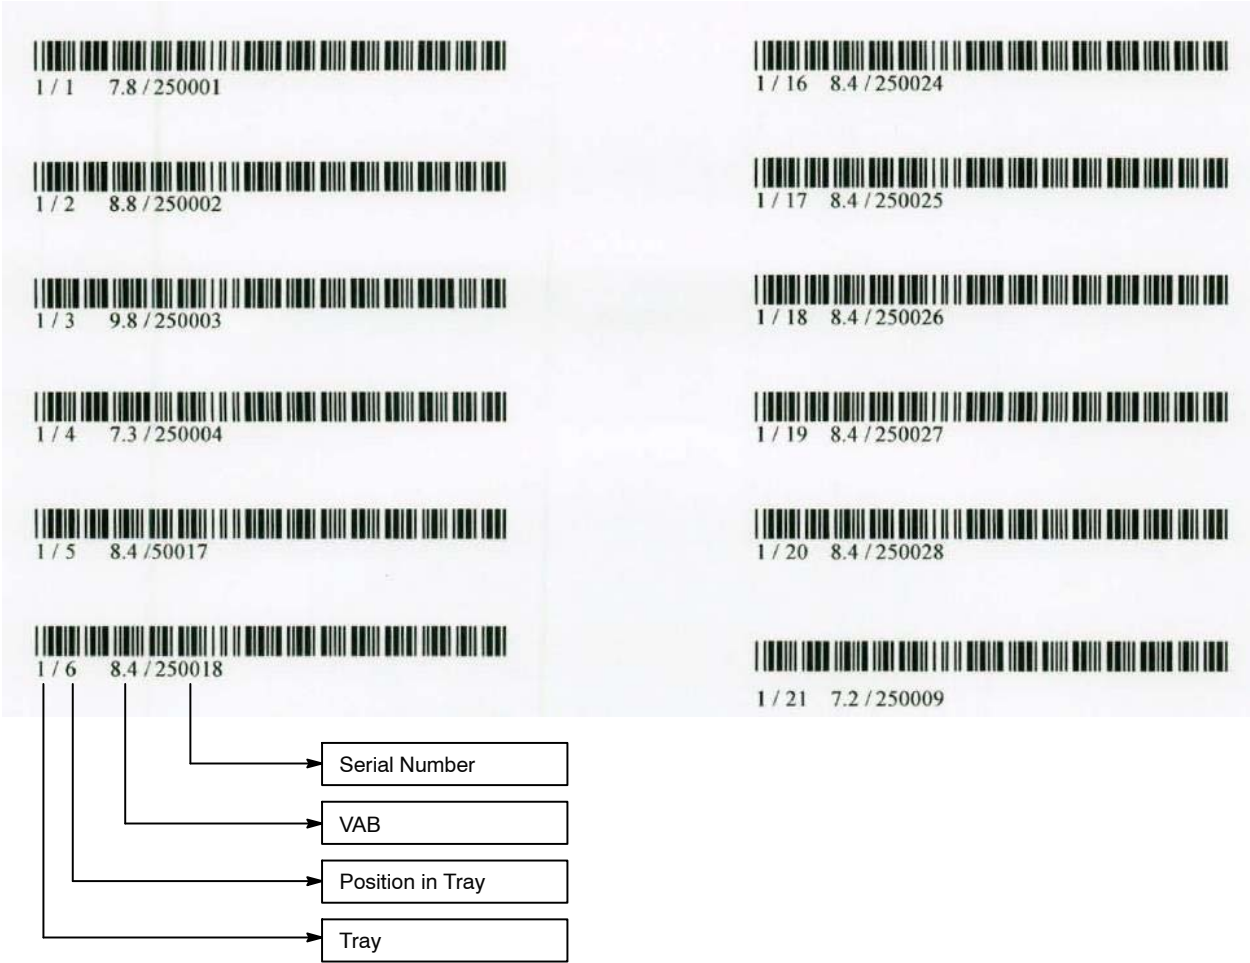 1 / 1 7.8 / 250001
1 / 2 8.8 / 250002
1 / 3 9.8 / 250003
1 / 4 7.3 / 250004
1 / 5 8.4 /50017
1 / 6 8.4 / 250018
1 / 16 8.4 / 250024
1 / 17 8.4 / 250025
1 / 18 8.4 / 250026
1 / 19 8.4 / 250027
1 / 20 8.4 / 250028
1 / 21 7.2 / 250009
Serial Number
VAB
Position in Tray
Tray